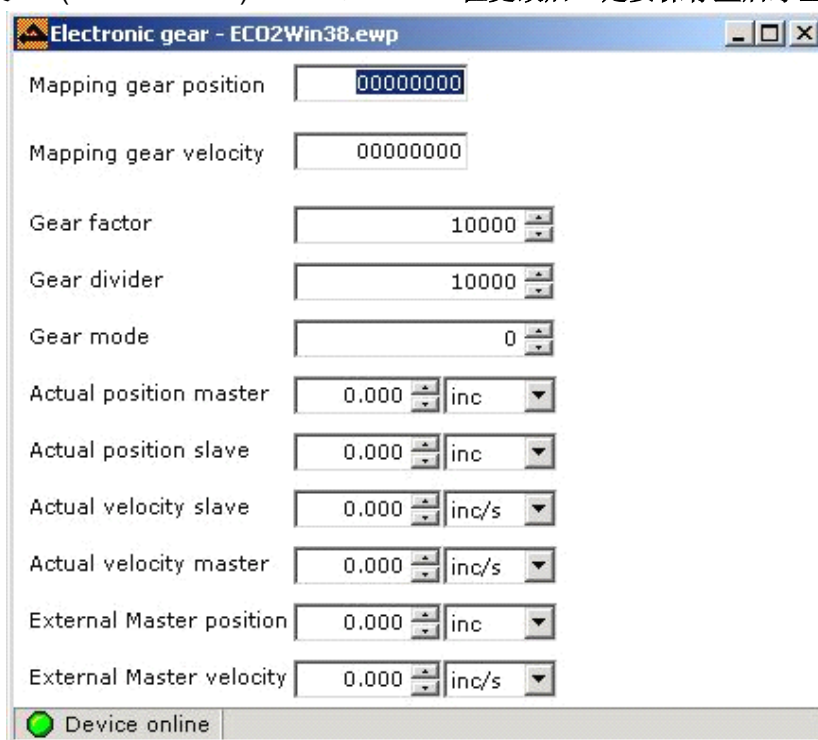 Electronic gear - ECO2Win38.ewp
Mapping gear position 00000000
Mapping gear velocity 00000000
Gear factor 10000
Gear divider 10000
Gear mode 0
Actual position master 0.000 inc
Actual position slave 0.000 inc
Actual velocity slave 0.000 inc/s
Actual velocity master 0.000 inc/s
External Master position 0.000 inc
External Master velocity 0.000 inc/s
Device online